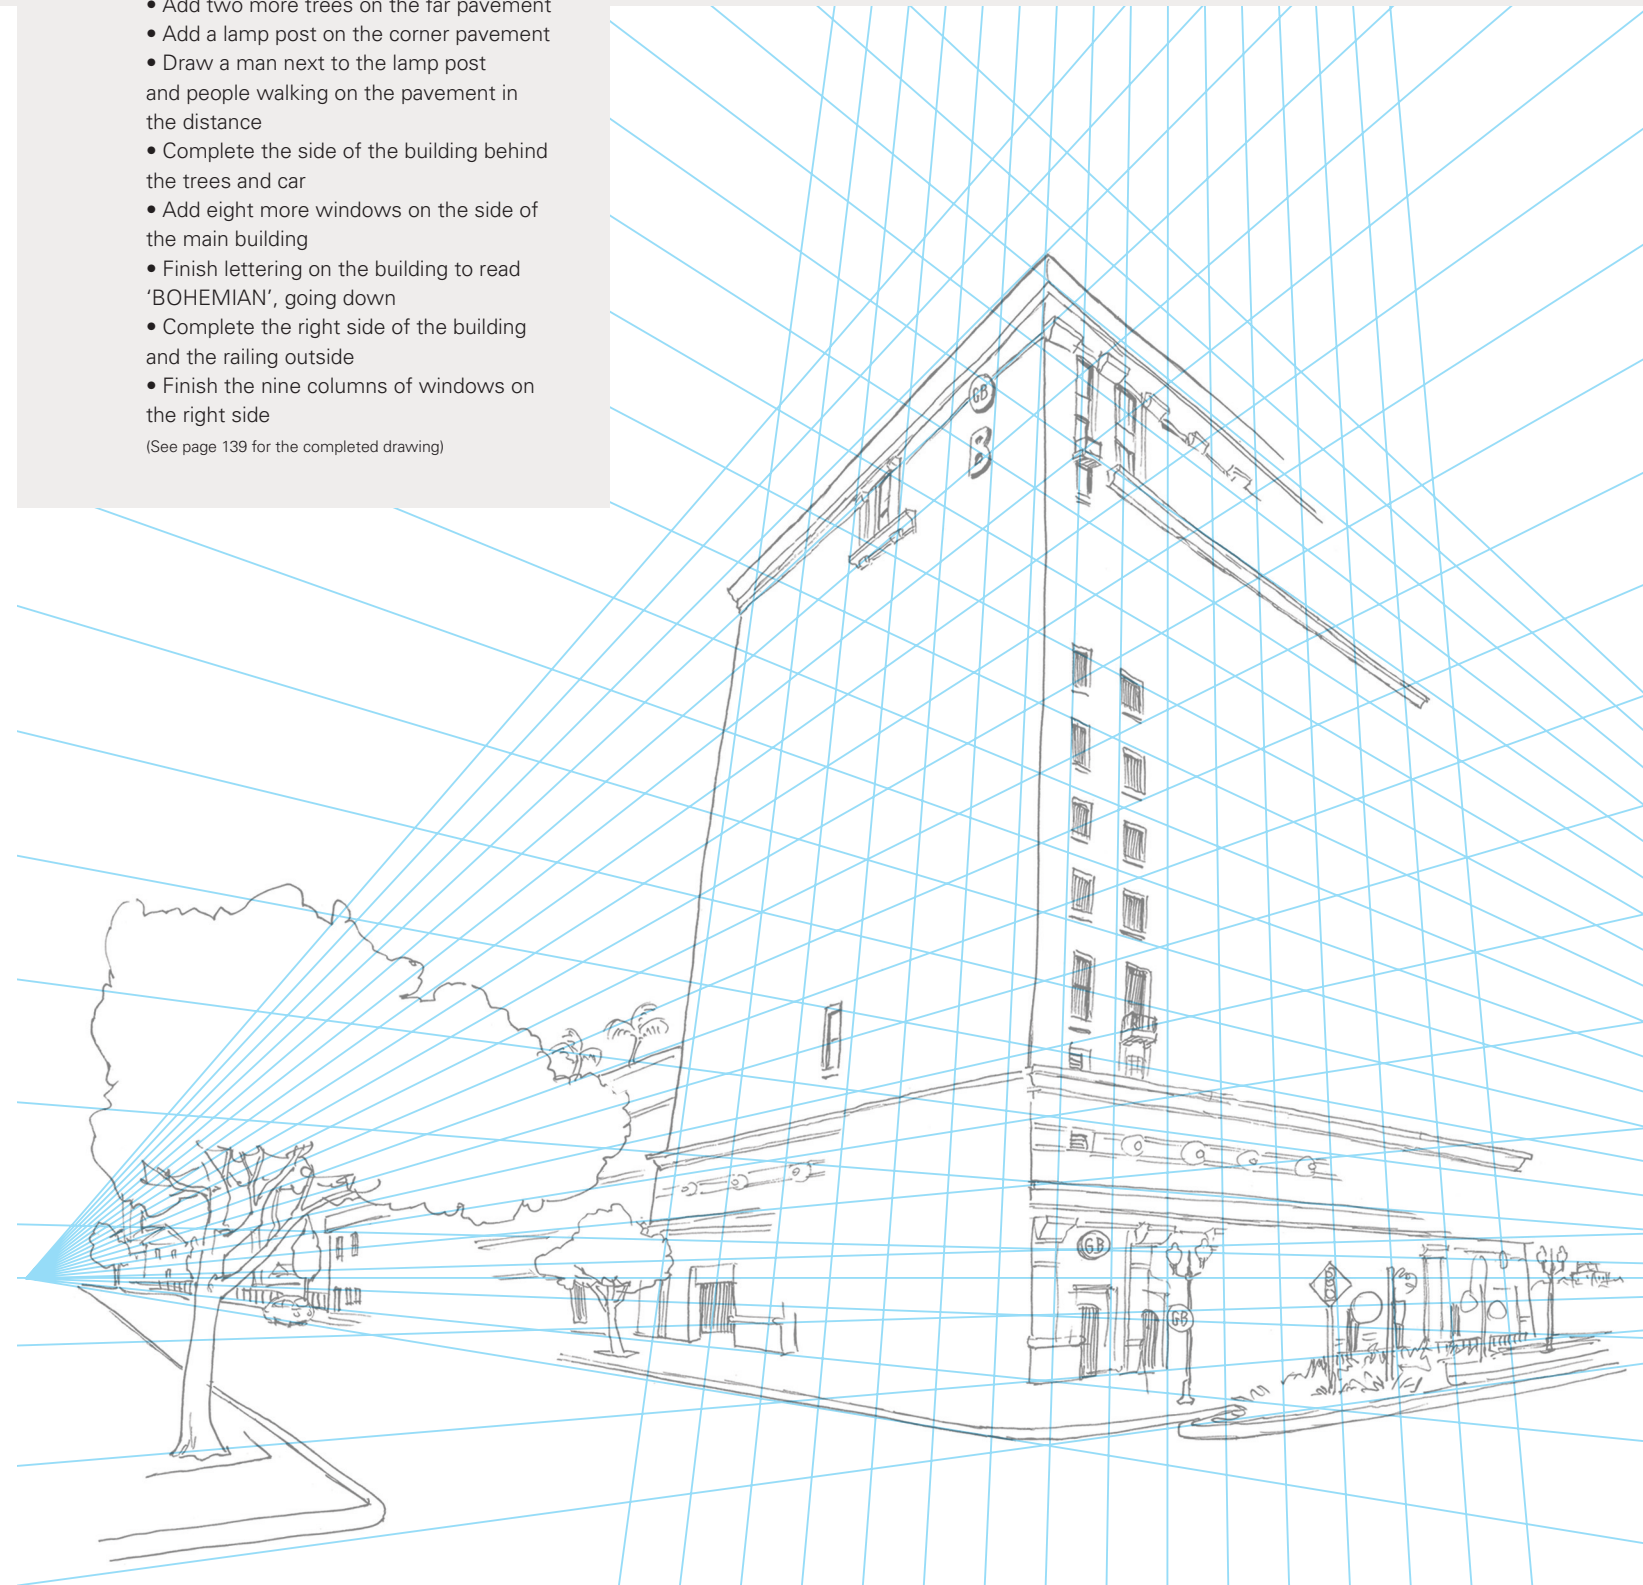 • Add two more trees on the far pavement
• Add a lamp post on the corner pavement
• Draw a man next to the lamp post
and people walking on the pavement in
the distance
• Complete the side of the building behind
the trees and car
• Add eight more windows on the side of
the main building
• Finish lettering on the building to read
‘BOHEMIAN’, going down
• Complete the right side of the building
and the railing outside
• Finish the nine columns of windows on
the right side
(See page 139 for the completed drawing)
GB
B
GB
GB